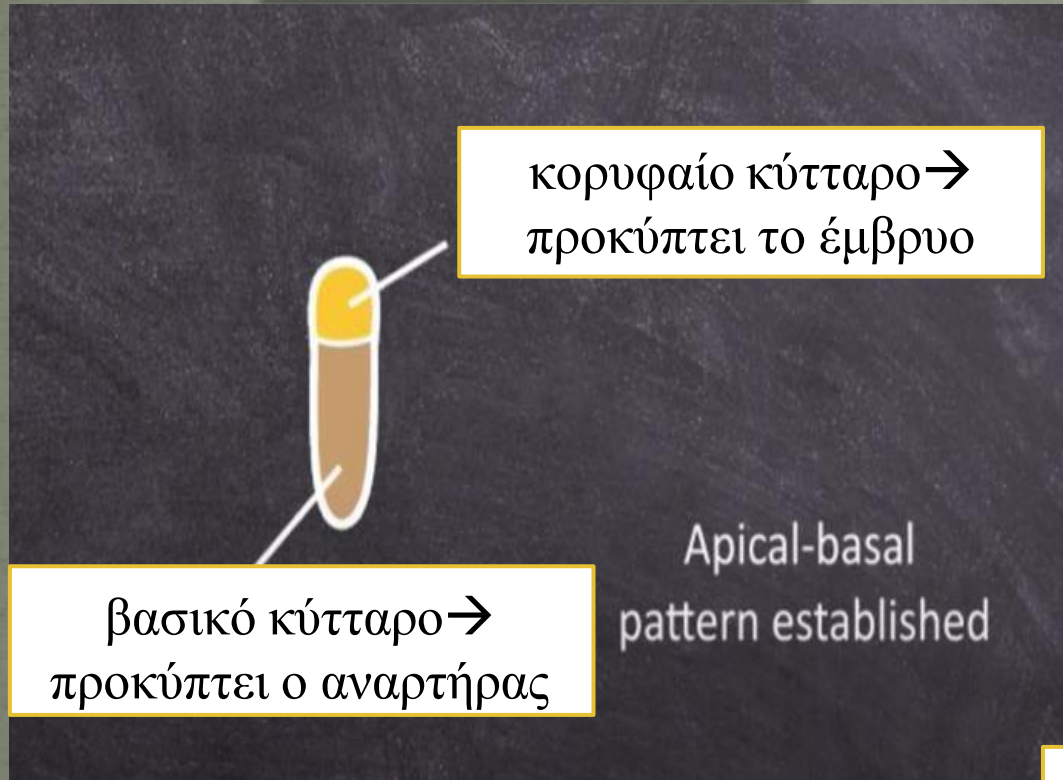 κορυφαίο κύτταρο→
προκύπτει το έμβρυο
Apical-basal
pattern established
βασικό κύτταρο→
προκύπτει ο αναρτήρας